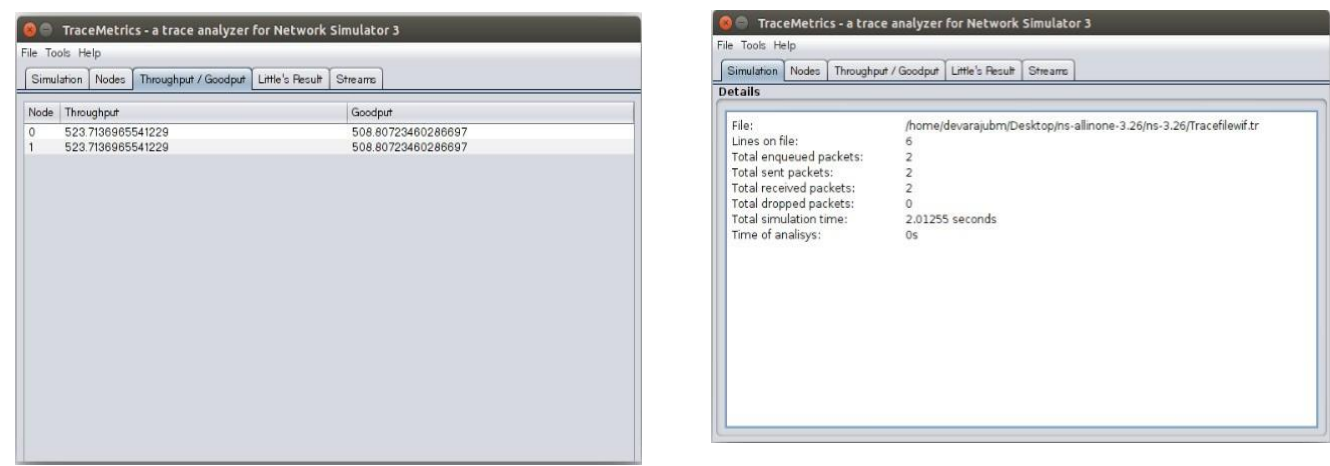 TraceMetrics - a trace analyzer for Network Simulator 3
File Tools Help
Simulation Nodes Throughput / Goodput Little's Result Streams
Node Throughput Goodput
0 523.7136965541229 508.80723460286697
1 523.7136965541229 508.80723460286697
TraceMetrics - a trace analyzer for Network Simulator 3
File Tools Help
Simulation Nodes Throughput / Goodput Little's Result Streams
Details
File: /home/devarajubm/Desktop/ns-allinone-3.26/ns-3.26/Tracefilewif.tr
Lines on file: 6
Total enqueued packets: 2
Total sent packets: 2
Total received packets: 2
Total dropped packets: 0
Total simulation time: 2.01255 seconds
Time of analisys: 0s